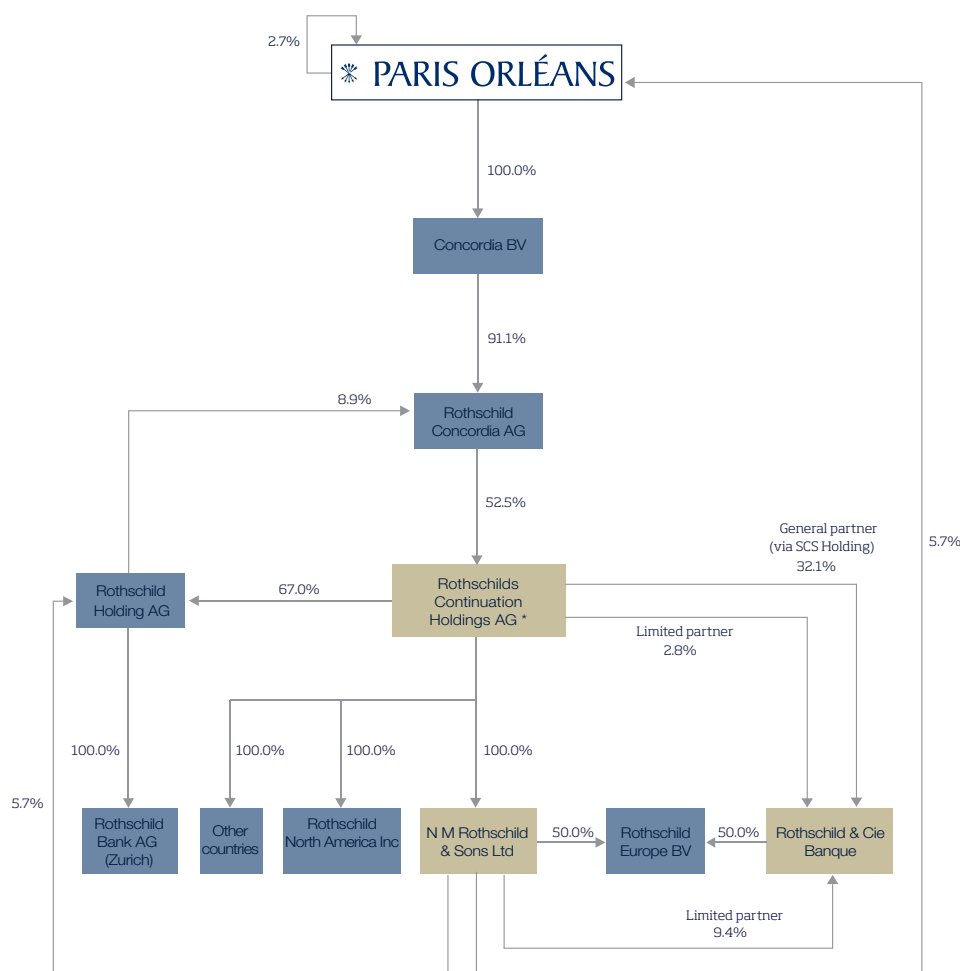 2.7%
PARIS ORLÉANS
100.0%
Concordia BV
91.1%
8.9%
Rothschild
Concordia AG
52.5%
General partner
(via SCS Holding)
32.1%
5.7%
Rothschild
Holding AG
67.0%
Rothschilds
Continuation
Holdings AG *
Limited partner
2.8%
100.0%
100.0%
100.0%
100.0%
5.7%
Rothschild
Bank AG
(Zurich)
Other
countries
Rothschild
North America Inc
N M Rothschild
& Sons Ltd
50.0%
Rothschild
Europe BV
50.0%
Rothschild & Cie
Banque
Limited partner
9.4%